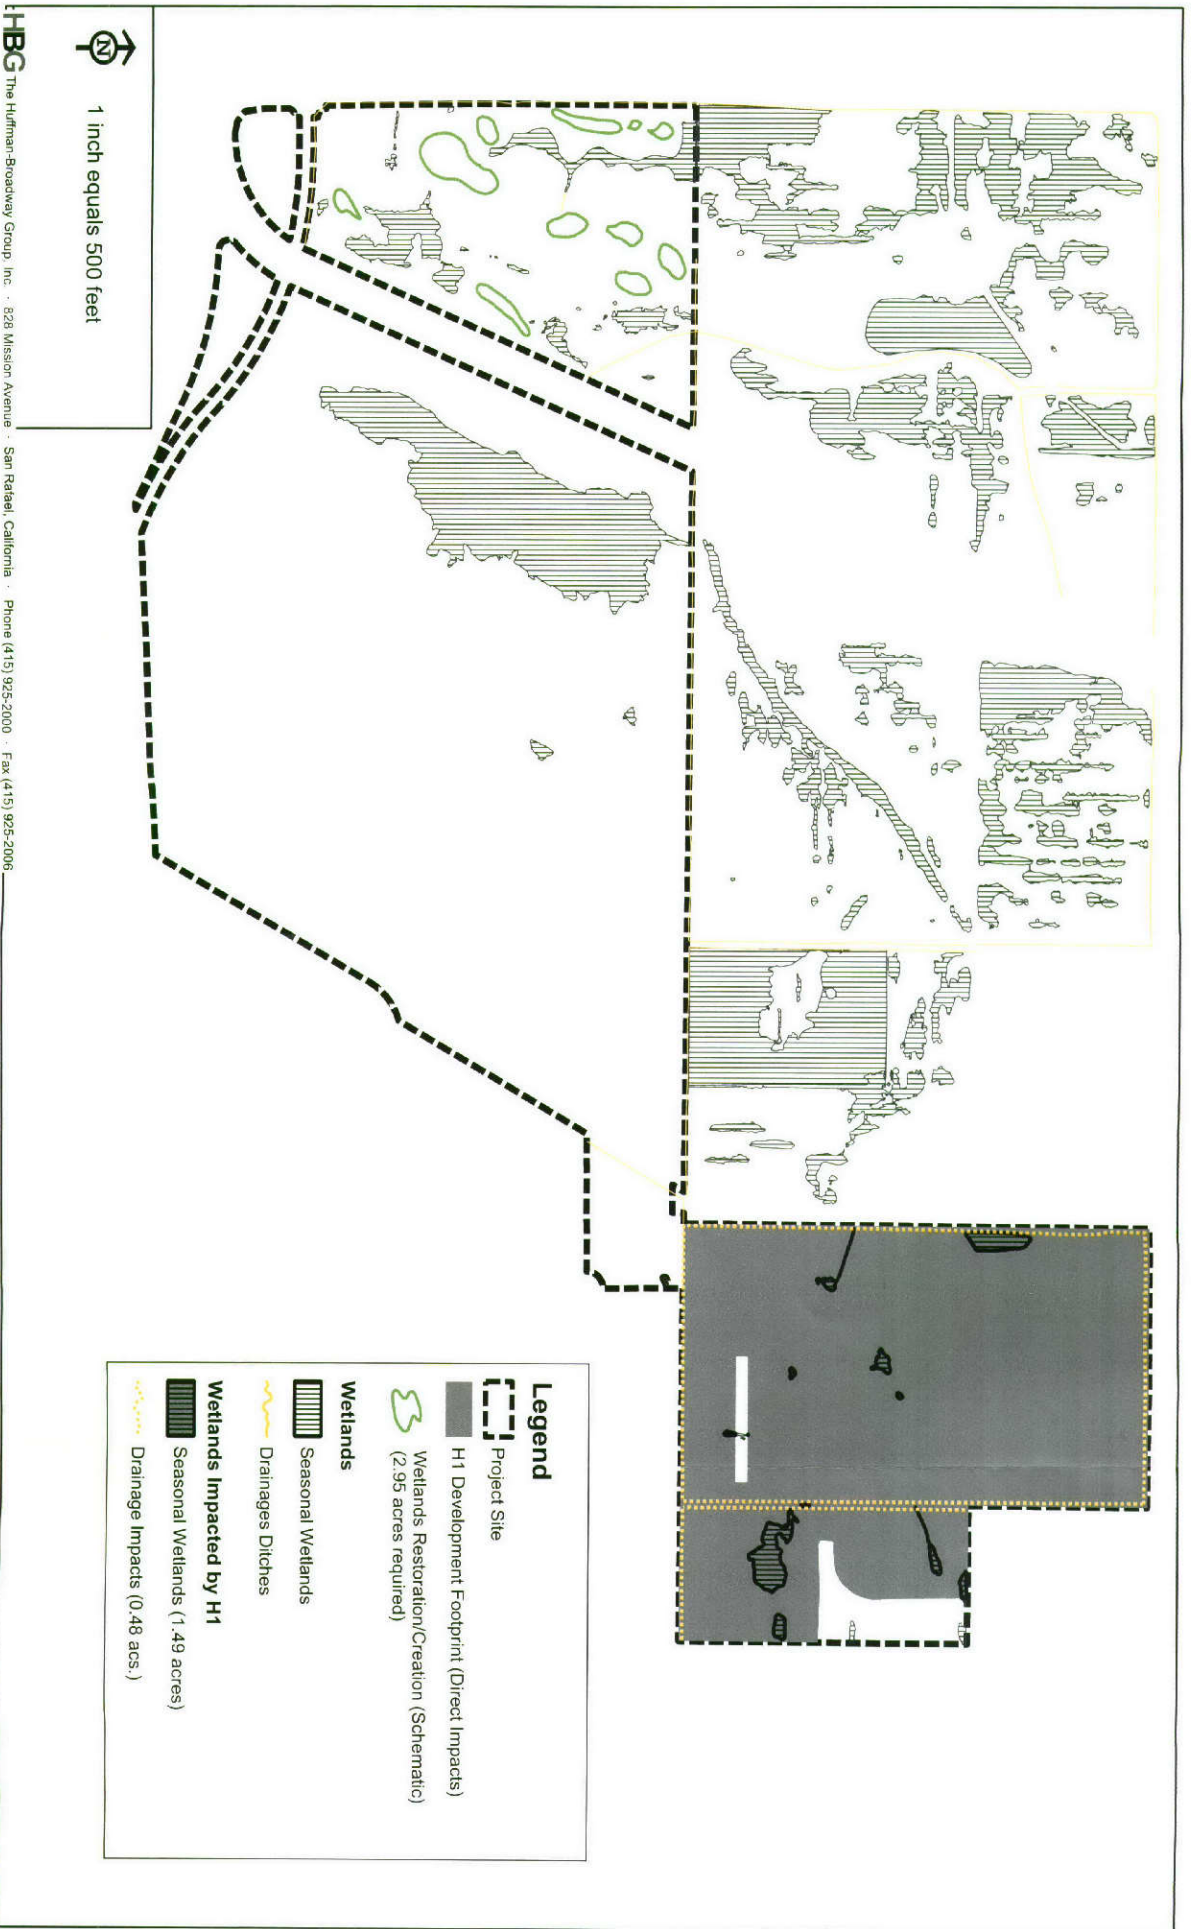 N
1 inch equals 500 feet
HBG The Huffman-Broadway Group, Inc. · 828 Mission Avenue · San Rafael, California · Phone (415) 925-2000 · Fax (415) 925-2006
Legend
Project Site
H1 Development Footprint (Direct Impacts)
Wetlands Restoration/Creation (Schematic)
(2.95 acres required)
Wetlands
Seasonal Wetlands
Drainages Ditches
Wetlands Impacted by H1
Seasonal Wetlands (1.49 acres)
Drainage Impacts (0.48 acs.)